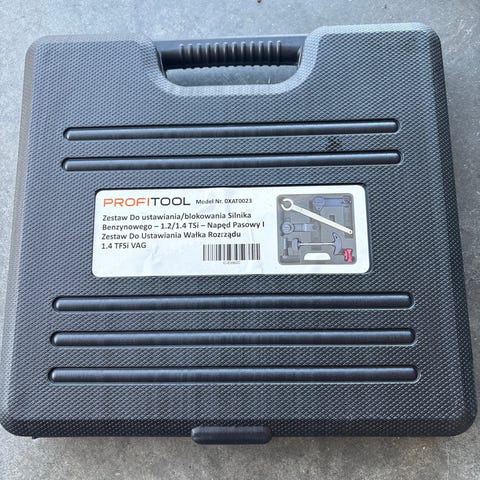 PROFITOOL Model Nr. 0XAT0023
Zestaw Do ustawiania/blokowania Silnika
Benzynowego – 1.2/1.4 TSi – Napęd Pasowy I
Zestaw Do Ustawiania Wałka Rozrządu
1.4 TFSi VAG